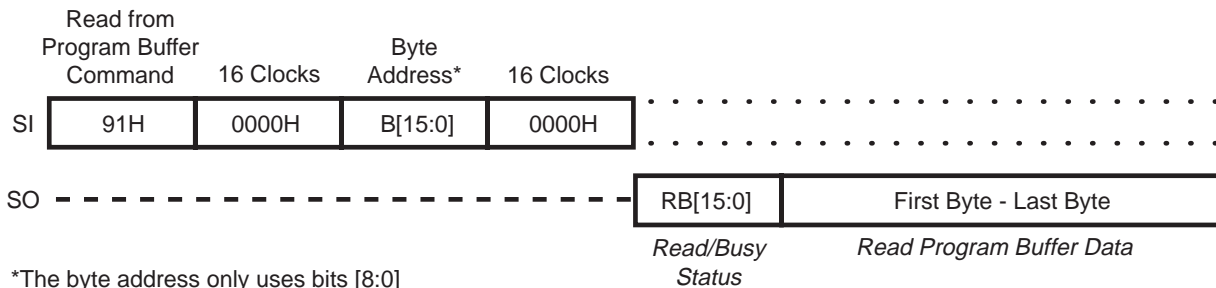 Read from
Program Buffer
Command
16 Clocks
Byte
Address*
16 Clocks
SI
91H
0000H
B[15:0]
0000H
SO
RB[15:0]
First Byte - Last Byte
Read/Busy
Status
Read Program Buffer Data
*The byte address only uses bits [8:0]